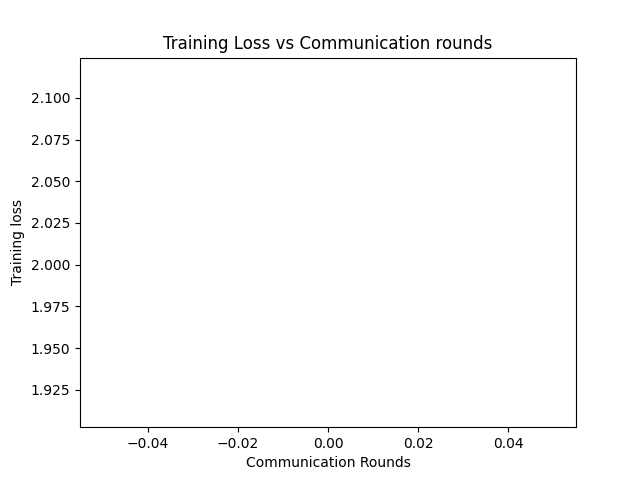 Training Loss vs Communication rounds
2.100
2.075
2.050
2.025
2.000
1.975
1.950
1.925
Training loss
−0.04 −0.02 0.00 0.02 0.04
Communication Rounds